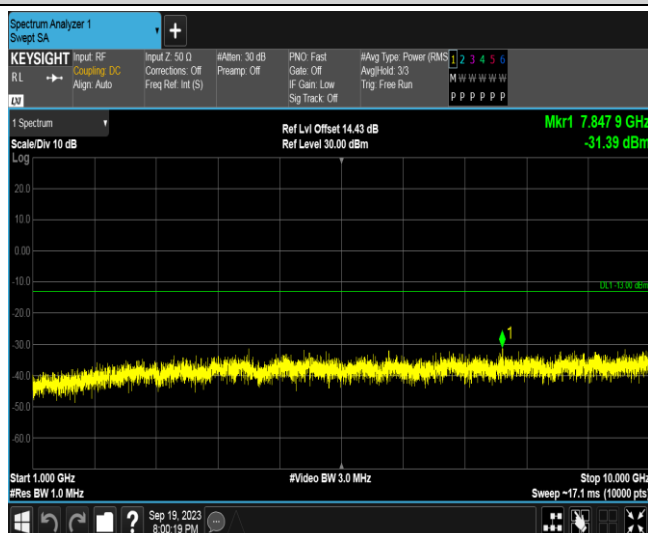 Spectrum Analyzer 1
Swept SA
+
KEYSIGHT
RL
LXI
Input: RF
Coupling: DC
Align: Auto
Input Z: 50 Ω
Corrections: Off
Freq Ref: Int (S)
#Atten: 30 dB
Preamp: Off
PNO: Fast
Gate: Off
IF Gain: Low
Sig Track: Off
#Avg Type: Power (RMS
Avg|Hold: 3/3
Trig: Free Run
1 2 3 4 5 6
M W W W W W
P P P P P P
1 Spectrum
Scale/Div 10 dB
Log
Ref Lvl Offset 14.43 dB
Ref Level 30.00 dBm
Mkr1 7.847 9 GHz
-31.39 dBm
20.0
10.0
0.00
-10.0
DL1 -13.00 dBm
-20.0
-30.0
1
-40.0
-50.0
-60.0
Start 1.000 GHz
#Res BW 1.0 MHz
#Video BW 3.0 MHz
Stop 10.000 GHz
Sweep ~17.1 ms (10000 pts)
?
Sep 19, 2023
8:00:19 PM